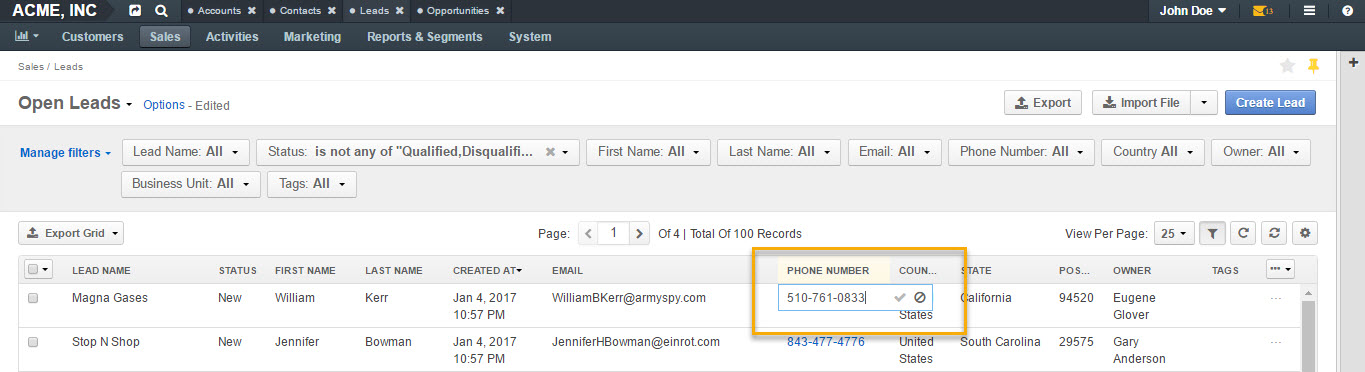 ACME, INC Accounts Contacts Leads Opportunities John Doe 13
Customers Sales Activities Marketing Reports & Segments System
Sales / Leads
Open Leads Options - Edited Export Import File Create Lead
Manage filters Lead Name: All Status: is not any of "Qualified,Disqualifi... First Name: All Last Name: All Email: All Phone Number: All Country All Owner: All
Business Unit: All Tags: All
Export Grid Page: 1 Of 4 | Total Of 100 Records View Per Page: 25
LEAD NAME STATUS FIRST NAME LAST NAME CREATED AT EMAIL PHONE NUMBER COUN... STATE POS... OWNER TAGS
Magna Gases New William Kerr Jan 4, 2017 WilliamBKerr@armyspy.com 510-761-0833 California 94520 Eugene
10:57 PM States Glover
Stop N Shop New Jennifer Bowman Jan 4, 2017 JenniferHBowman@einrot.com 843-477-4776 United South Carolina 29575 Gary
10:57 PM States Anderson